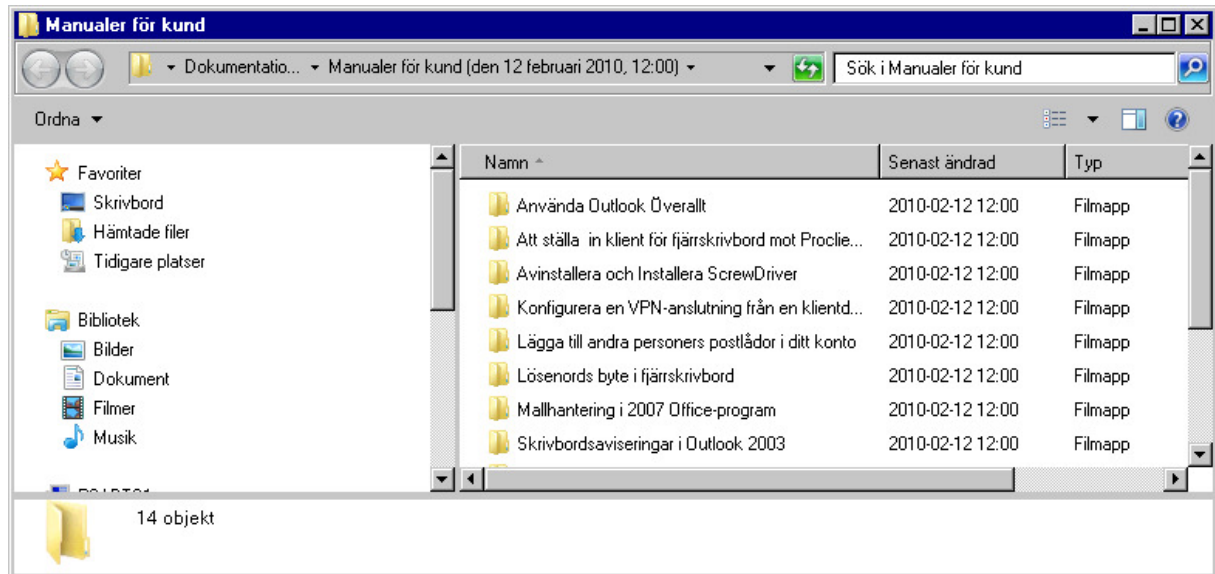 Manualer för kund
Dokumentatio... Manualer för kund (den 12 februari 2010, 12:00)
Sök i Manualer för kund
Ordna
Favoriter
Skrivbord
Hämtade filer
Tidigare platser
Bibliotek
Bilder
Dokument
Filmer
Musik
Namn Senast ändrad Typ
Använda Outlook Överallt 2010-02-12 12:00 Filmapp
Att ställa  in klient för fjärrskrivbord mot Proclie... 2010-02-12 12:00 Filmapp
Avinstallera och Installera ScrewDriver 2010-02-12 12:00 Filmapp
Konfigurera en VPN-anslutning från en klientd... 2010-02-12 12:00 Filmapp
Lägga till andra personers postlådor i ditt konto 2010-02-12 12:00 Filmapp
Lösenords byte i fjärrskrivbord 2010-02-12 12:00 Filmapp
Mallhantering i 2007 Office-program 2010-02-12 12:00 Filmapp
Skrivbordsaviseringar i Outlook 2003 2010-02-12 12:00 Filmapp
14 objekt